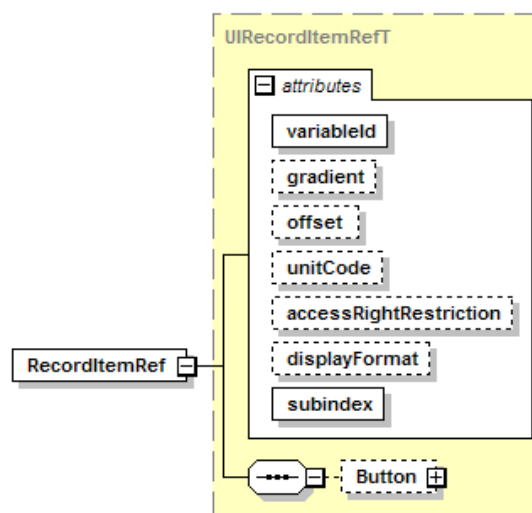 UIRecordItemRefT
attributes
variableId
gradient
offset
unitCode
accessRightRestriction
displayFormat
RecordItemRef
subindex
Button